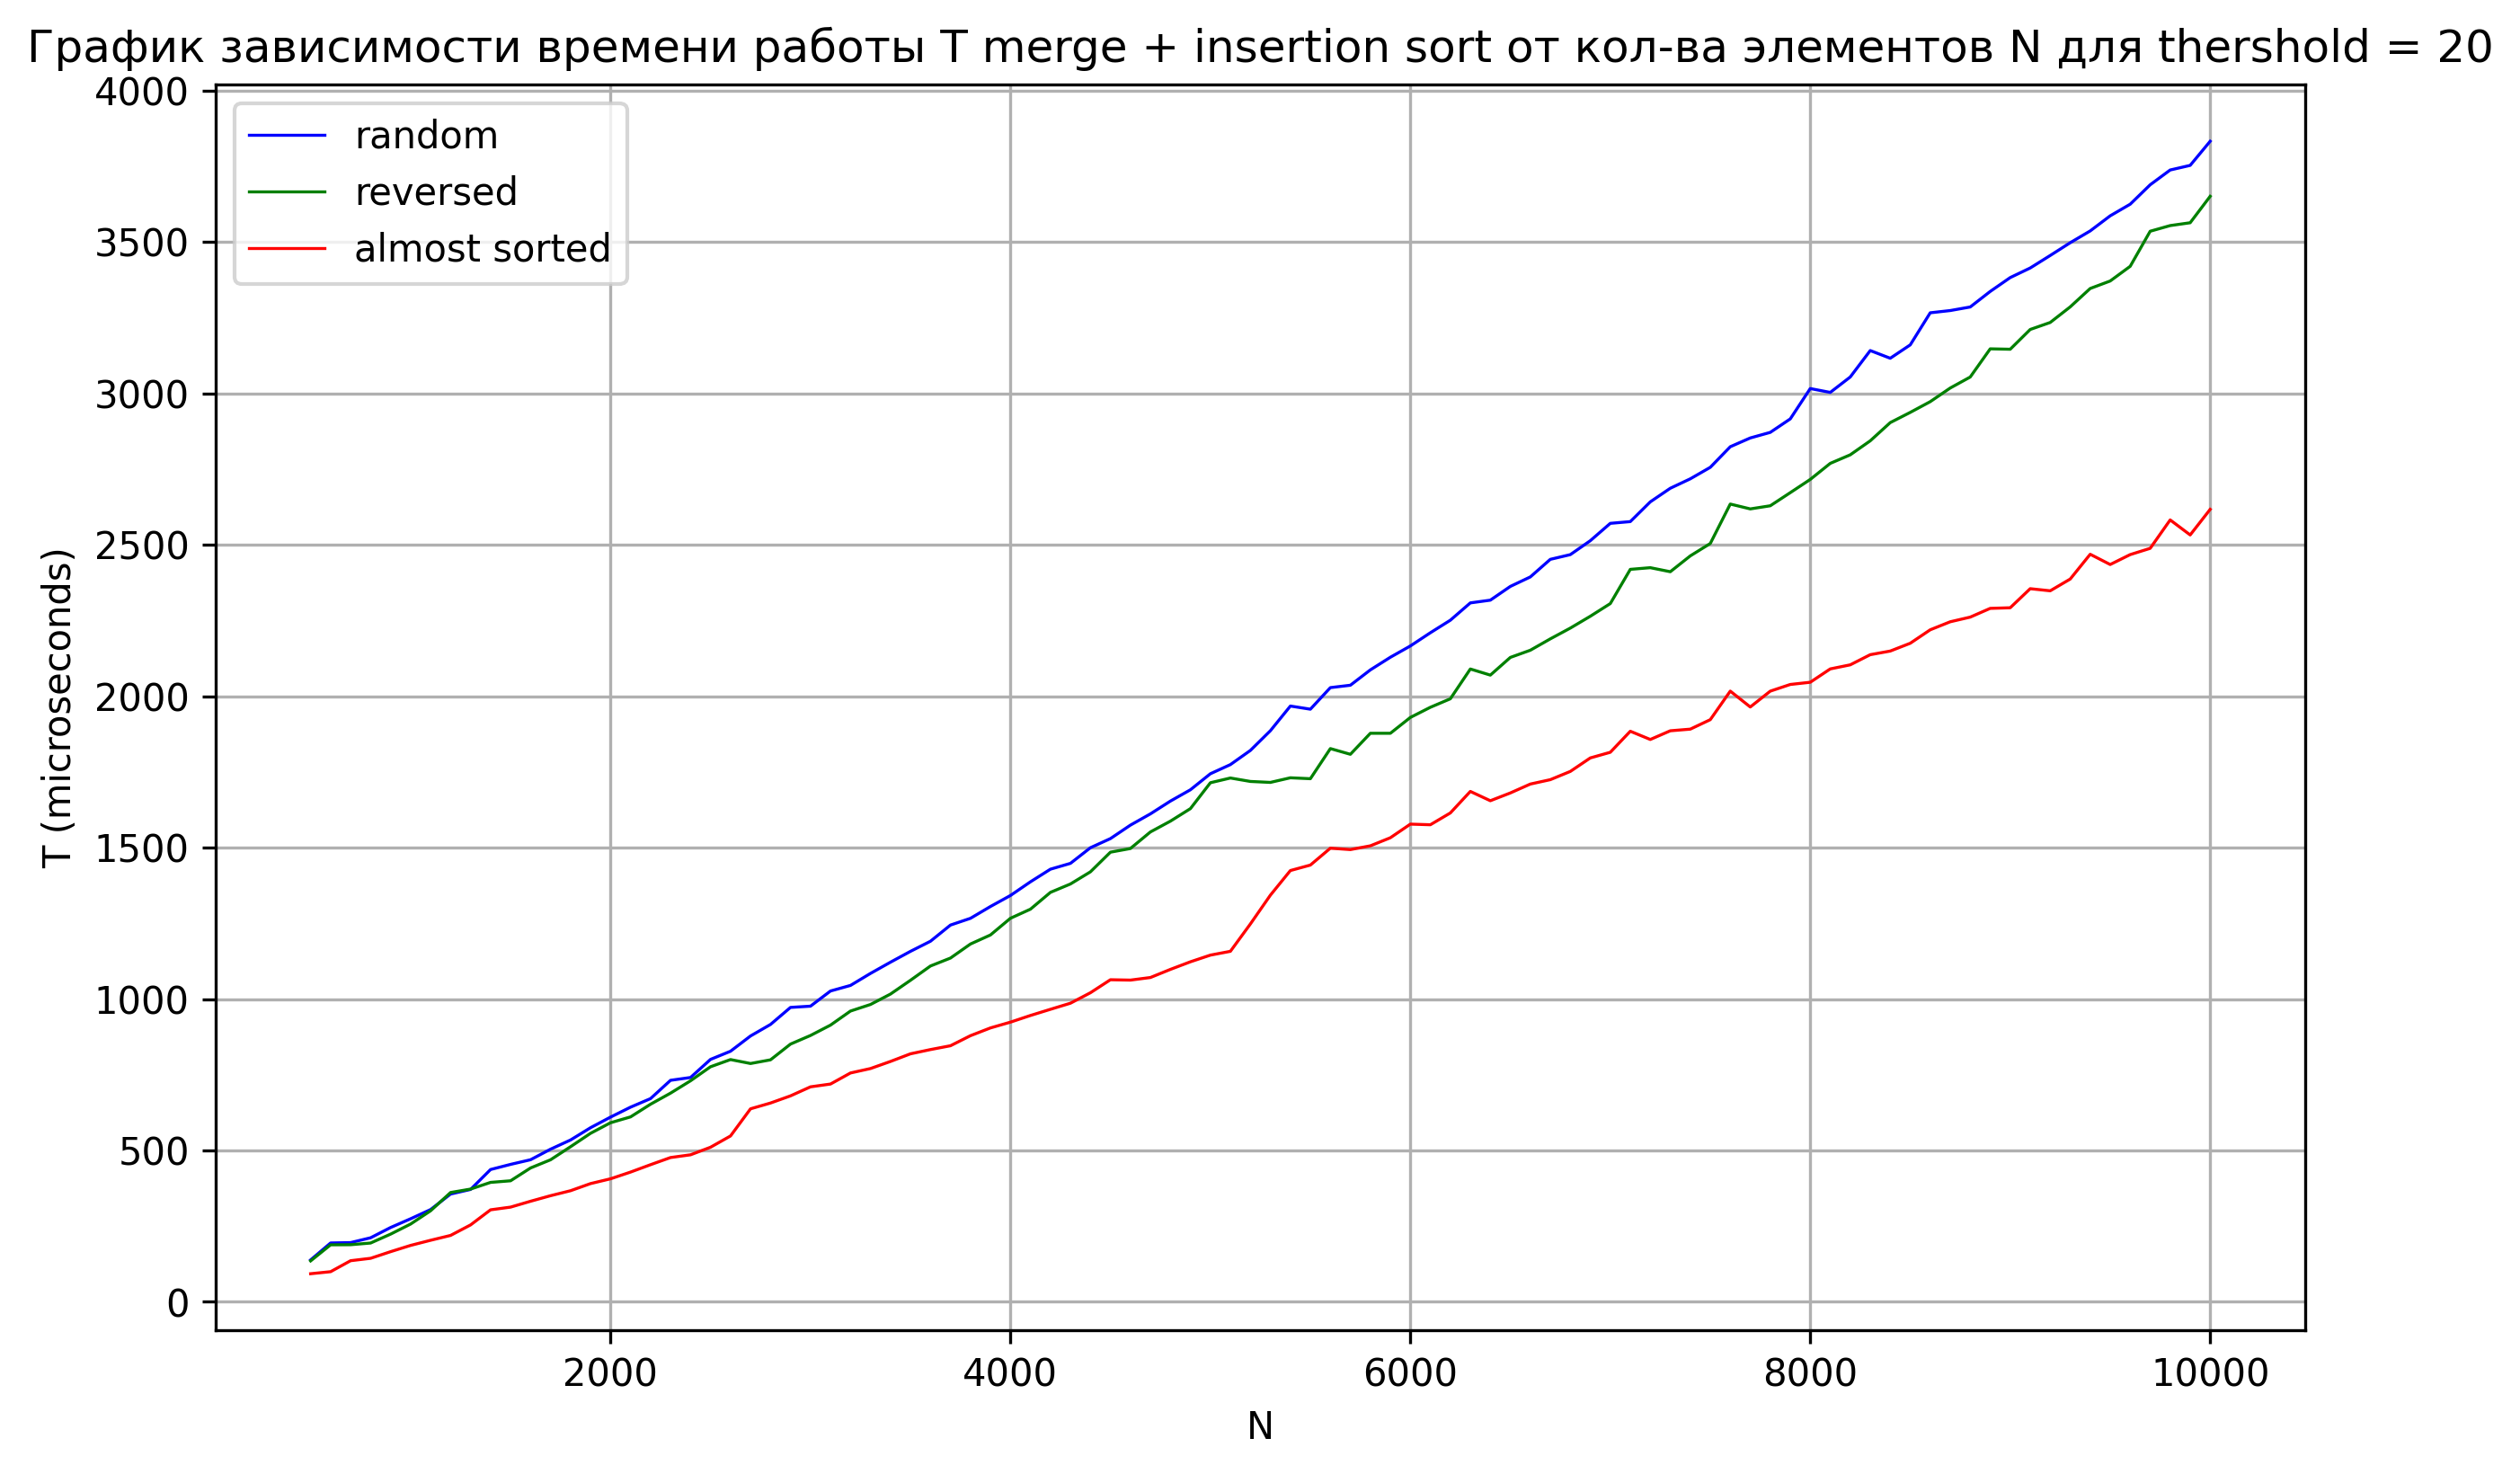 График зависимости времени работы T merge + insertion sort от кол-ва элементов N для thershold = 20
4000
3500
3000
2500
2000
1500
1000
500
0
T (microseconds)
random
reversed
almost sorted
2000 4000 6000 8000 10000
N